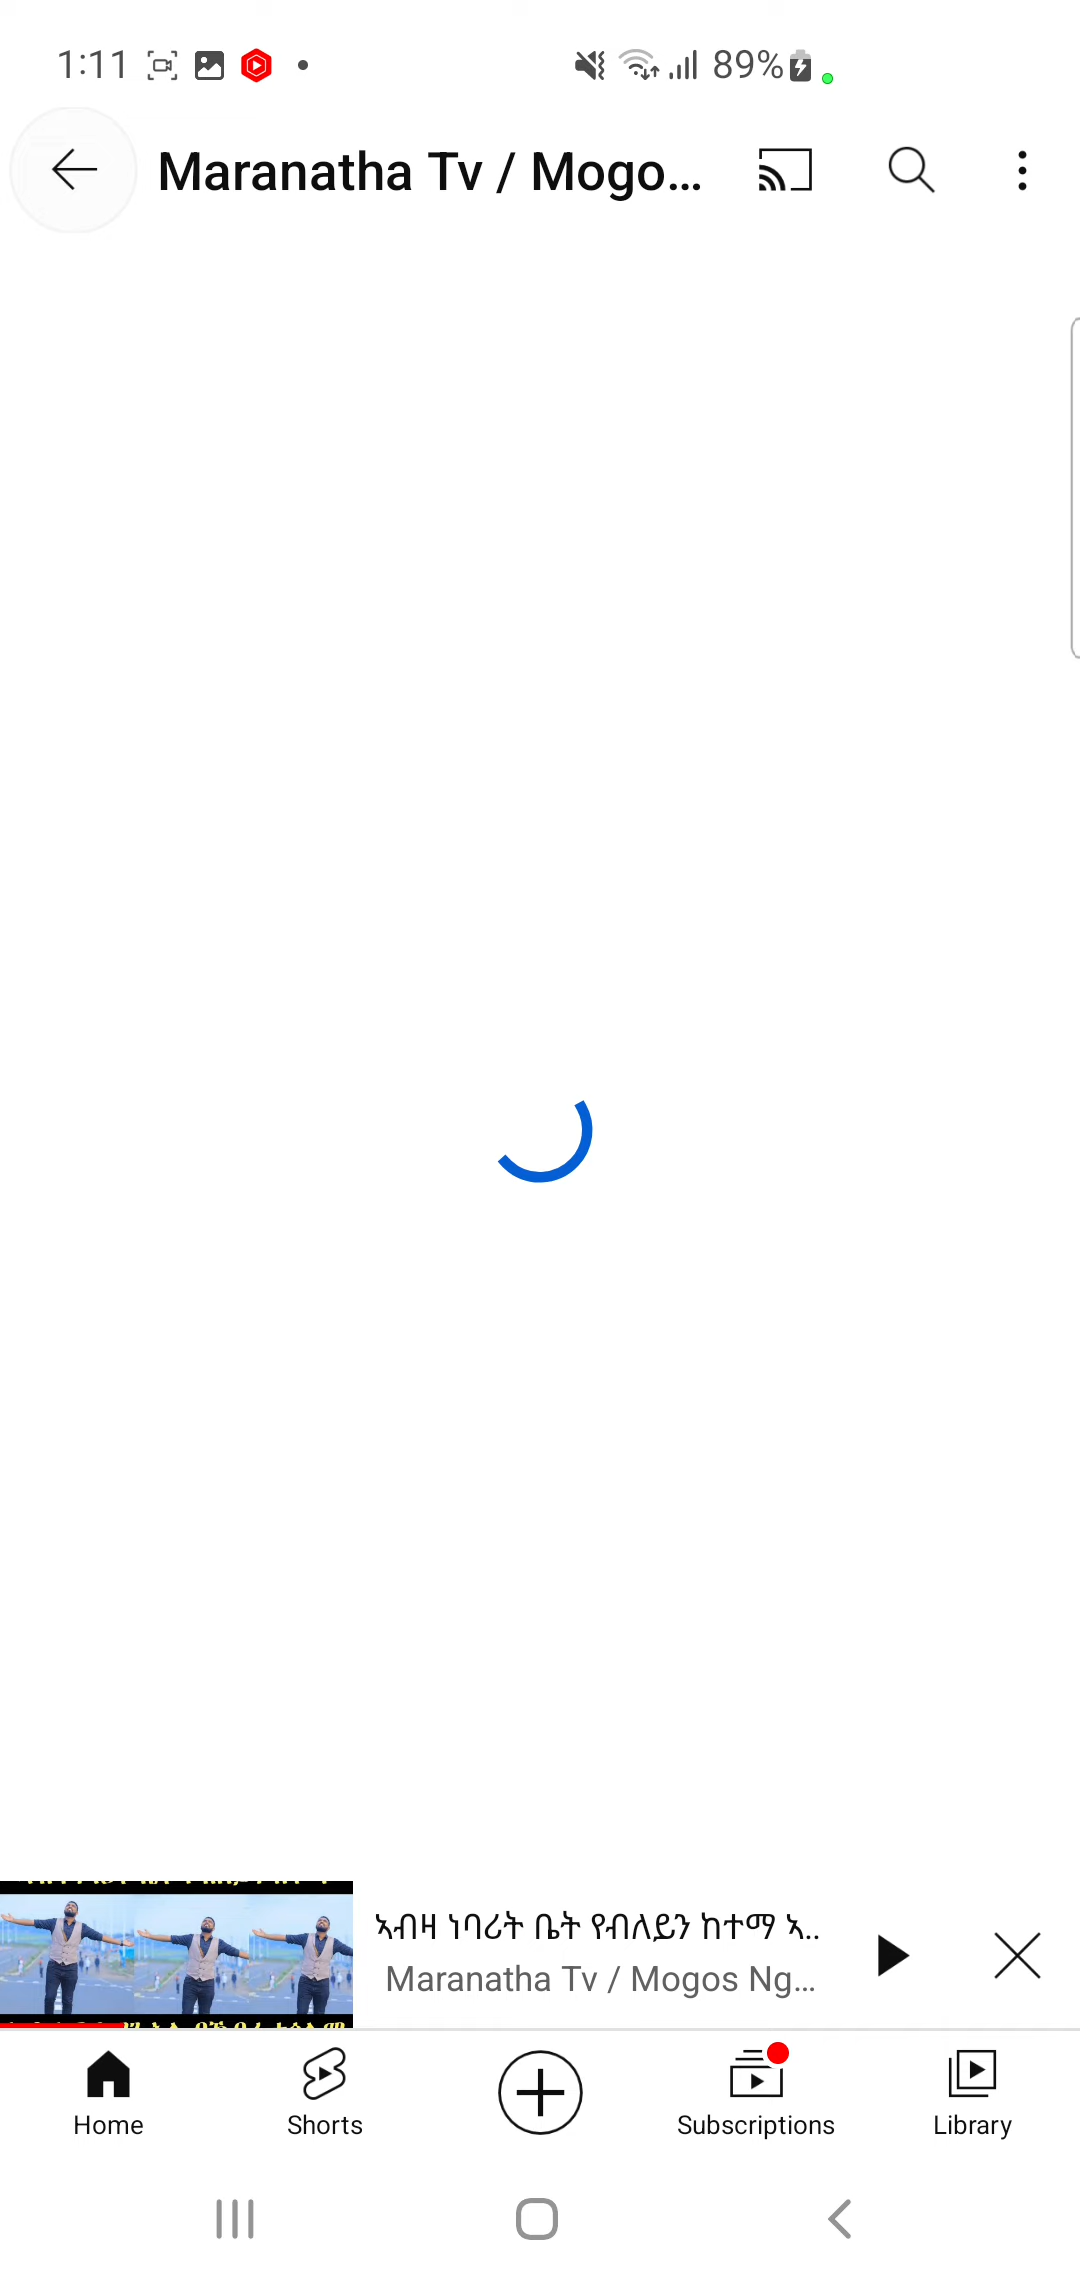 1:11
89%
Maranatha Tv / Mogo...
ኣብዛ ነባሪት ቤት የብለይን ከተማ ኣ..
Maranatha Tv / Mogos Ng...
Home
Shorts
Subscriptions
Library